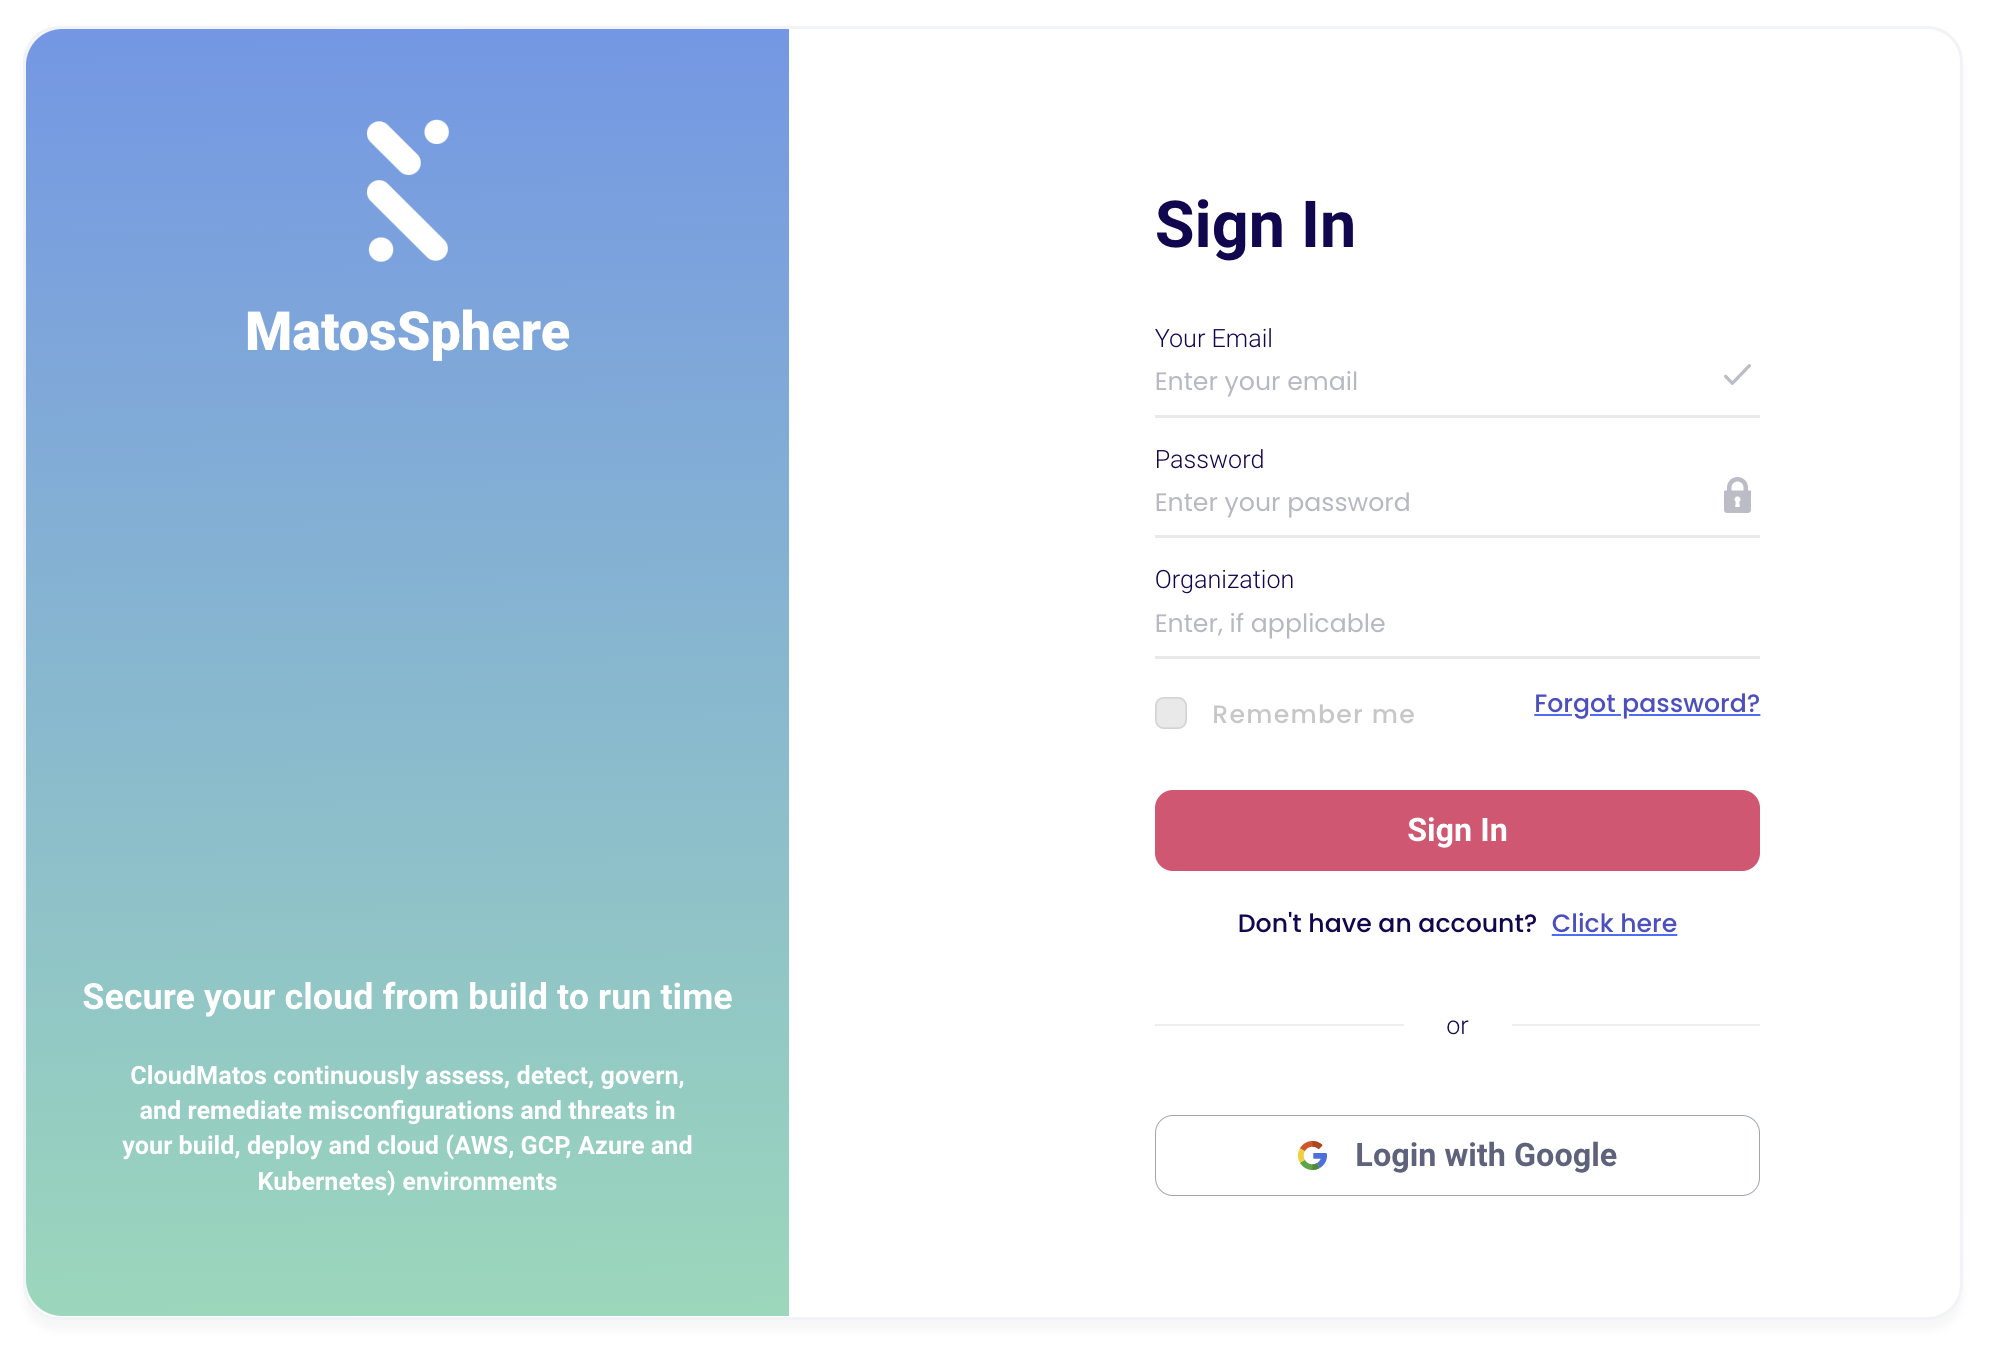 MatosSphere
Secure your cloud from build to run time
CloudMatos continuously assess, detect, govern,
and remediate misconfigurations and threats in
your build, deploy and cloud (AWS, GCP, Azure and
Kubernetes) environments
Sign In
Your Email
Enter your email
Password
Enter your password
Organization
Enter, if applicable
Remember me
Forgot password?
Sign In
Don't have an account? Click here
or
Login with Google